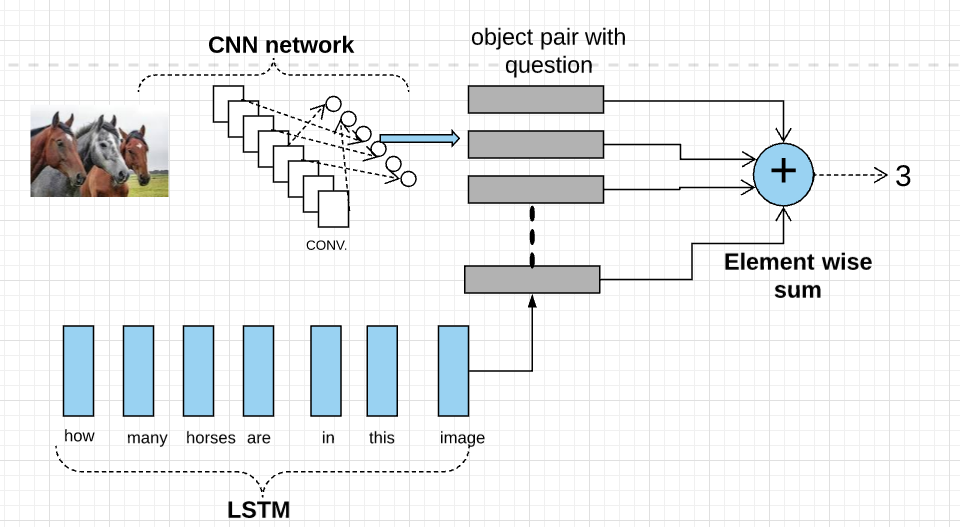 object pair with
question
CNN network
+
3
CONV.
Element wise
sum
how many horses are in this image
LSTM